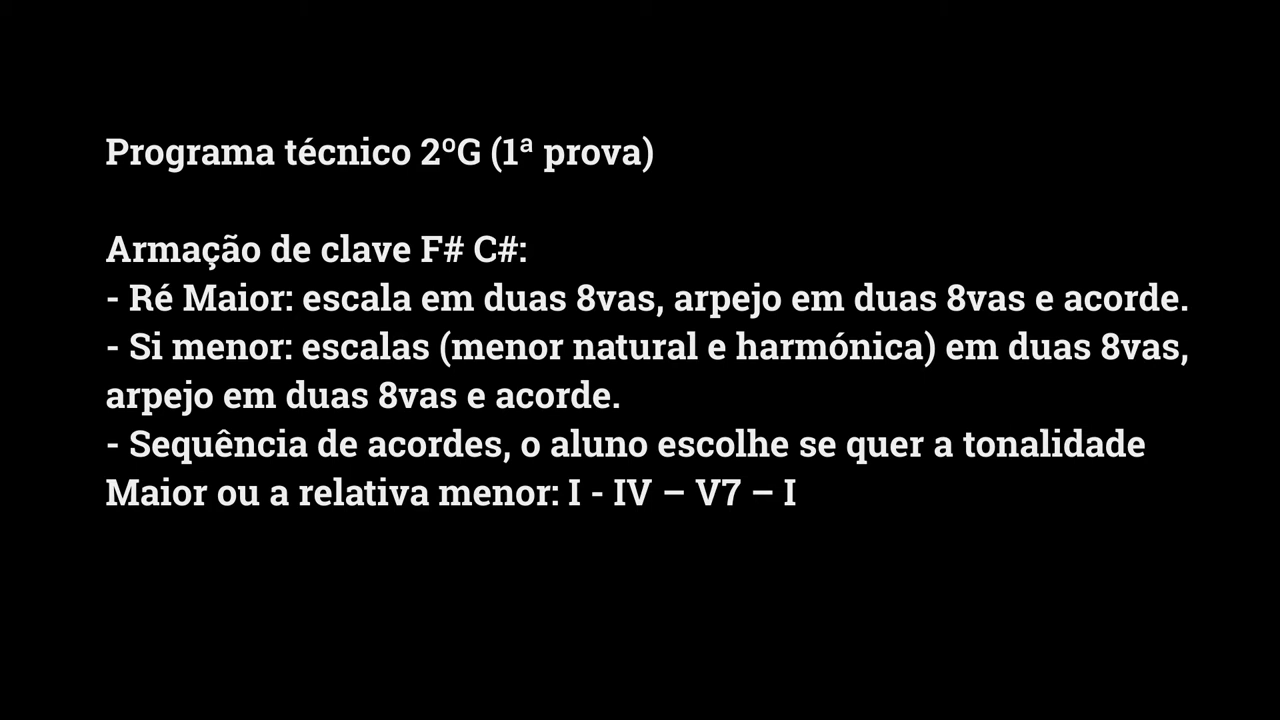 Programa técnico 2ºG (1ª prova)
Armação de clave F# C#:
- Ré Maior: escala em duas 8vas, arpejo em duas 8vas e acorde.
- Si menor: escalas (menor natural e harmónica) em duas 8vas,
arpejo em duas 8vas e acorde.
- Sequência de acordes, o aluno escolhe se quer a tonalidade
Maior ou a relativa menor: I - IV – V7 – I